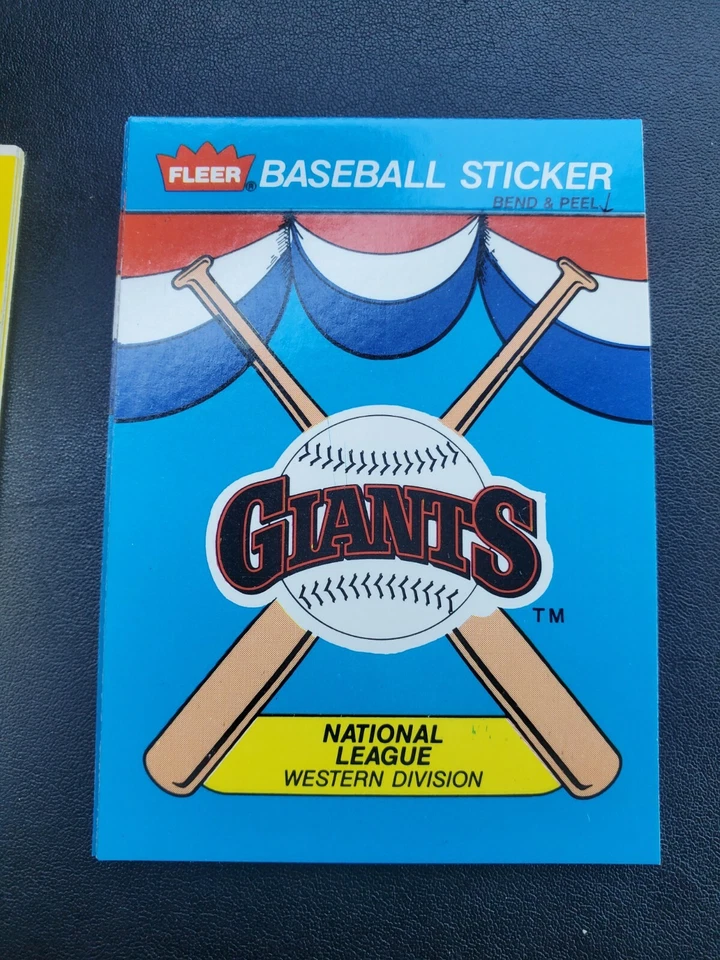 FLEER® BASEBALL STICKER
BEND & PEEL↓
GIANTS
TM
NATIONAL
LEAGUE
WESTERN DIVISION